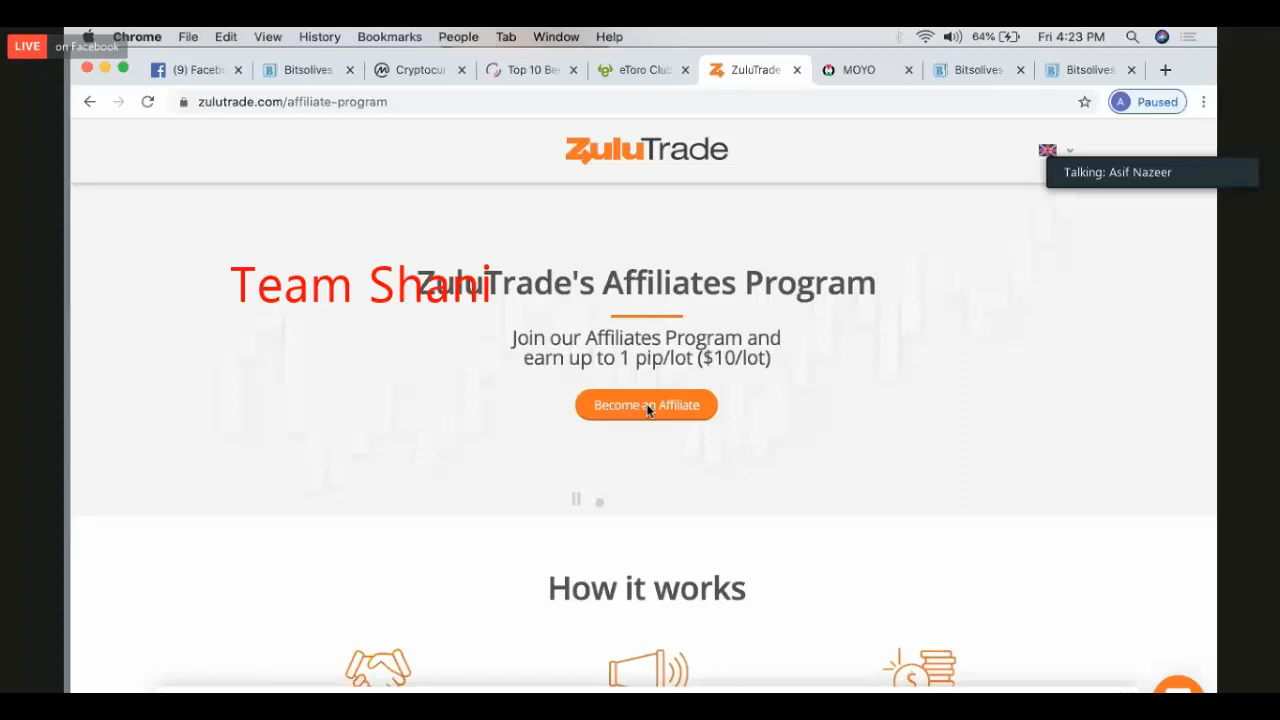 LIVE on Facebook
Chrome File Edit View History Bookmarks People Tab Window Help 64% Fri 4:23 PM
(9) Faceb Bitsolives Cryptocur Top 10 Be eToro Club ZuluTrade MOYO Bitsolives Bitsolives
zulutrade.com/affiliate-program A Paused
ZuluTrade
Talking: Asif Nazeer
Team Shani
ZuluTrade's Affiliates Program
Join our Affiliates Program and
earn up to 1 pip/lot ($10/lot)
Become an Affiliate
How it works